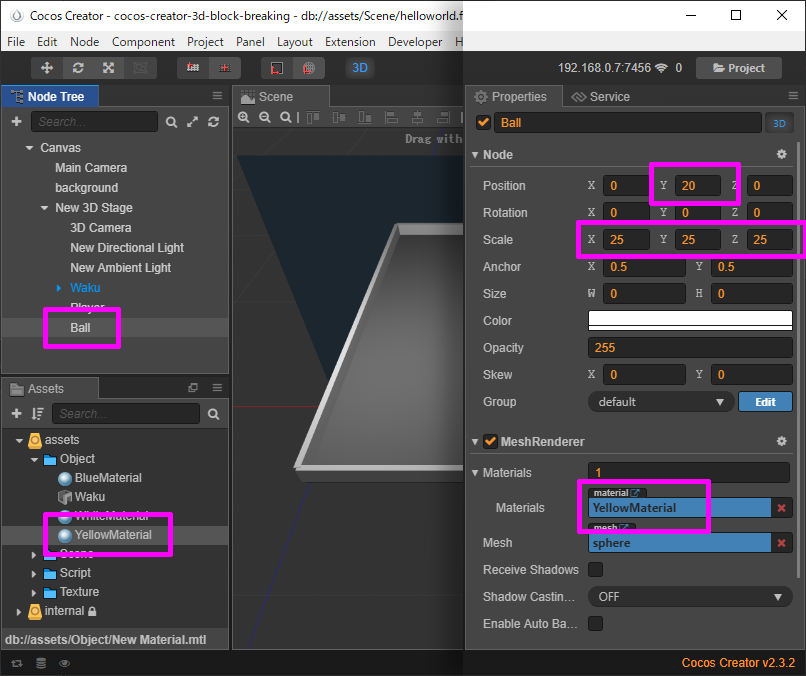 Cocos Creator - cocos-creator-3d-block-breaking - db://assets/Scene/helloworld.f
File Edit Node Component Project Panel Layout Extension Developer H
3D
192.168.0.7:7456 0 Project
Node Tree
Search...
Canvas
Main Camera
background
New 3D Stage
3D Camera
New Directional Light
New Ambient Light
Waku
Player
Ball
Assets
Search...
assets
Object
BlueMaterial
Waku
WhiteMaterial
YellowMaterial
Scene
Script
Texture
internal
db://assets/Object/New Material.mtl
Scene
Drag with
Properties Service
Ball 3D
Node
Position X 0 Y 20 Z 0
Rotation X 0 Y 0 Z 0
Scale X 25 Y 25 Z 25
Anchor X 0.5 Y 0.5
Size W 0 H 0
Color
Opacity 255
Skew X 0 Y 0
Group default Edit
MeshRenderer
Materials 1
material
Materials YellowMaterial
mesh
Mesh sphere
Receive Shadows
Shadow Castin... OFF
Enable Auto Ba...
Cocos Creator v2.3.2